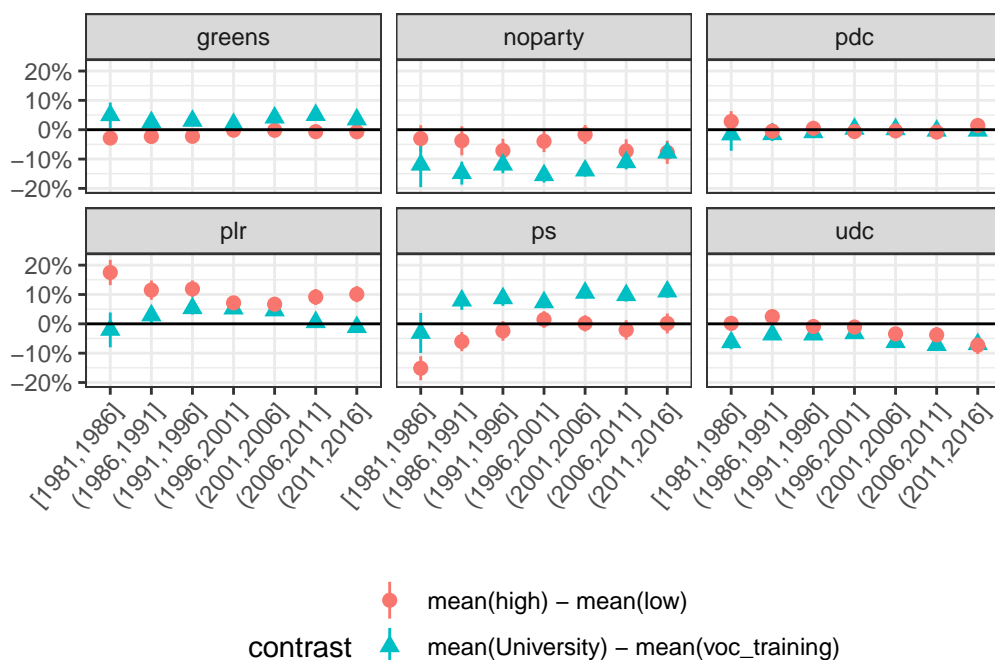 greens noparty pdc
20%
10%
0%
−10%
−20%
plr ps udc
20%
10%
0%
−10%
−20%
[1981,1986] (1986,1991] (1991,1996] (1996,2001] (2001,2006] (2006,2011] (2011,2016] [1981,1986] (1986,1991] (1991,1996] (1996,2001] (2001,2006] (2006,2011] (2011,2016] [1981,1986] (1986,1991] (1991,1996] (1996,2001] (2001,2006] (2006,2011] (2011,2016]
mean(high) − mean(low)
contrast mean(University) − mean(voc_training)